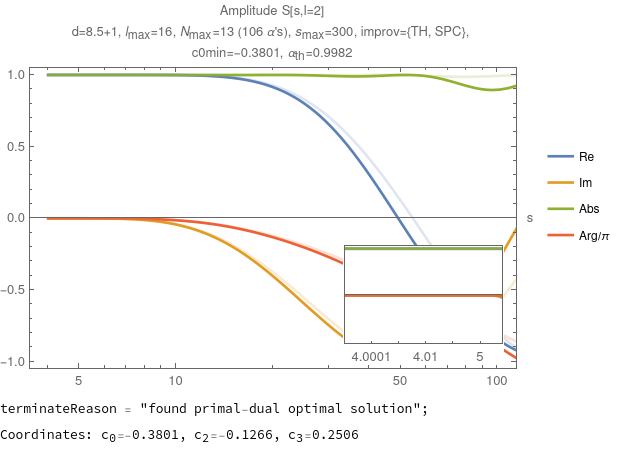 Amplitude S[s,l=2]
d=8.5+1, lmax=16, Nmax=13 (106 α's), smax=300, improv={TH, SPC},
c0min=-0.3801, αth=0.9982
1.0
0.5
0.0
-0.5
-1.0
5 10 50 100
s
4.0001 4.01 5
Re
Im
Abs
Arg/π
terminateReason = "found primal-dual optimal solution";
Coordinates: c0=-0.3801, c2=-0.1266, c3=0.2506